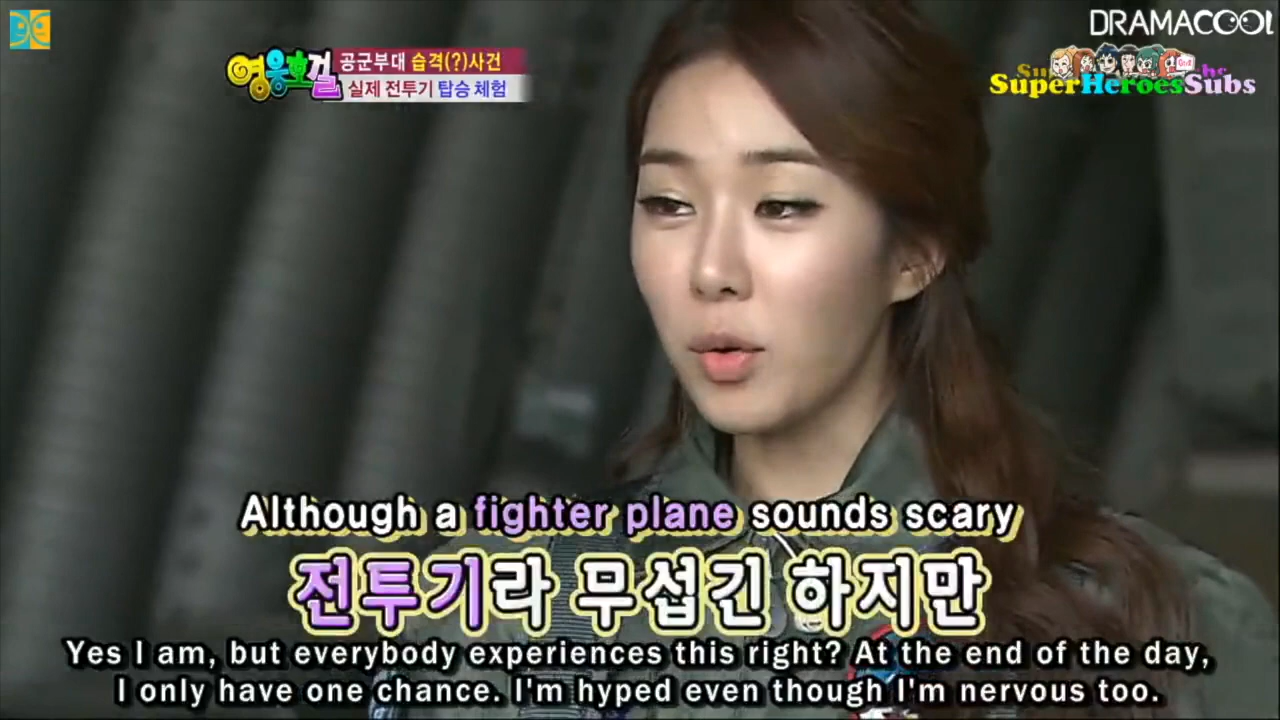 DRAMACOOL
영웅호걸
공군부대 습격(?)사건
실제 전투기 탑승 체험
SuperHeroesSubs
Although a fighter plane sounds scary
전투기라 무섭긴 하지만
Yes I am, but everybody experiences this right? At the end of the day,
I only have one chance. I'm hyped even though I'm nervous too.